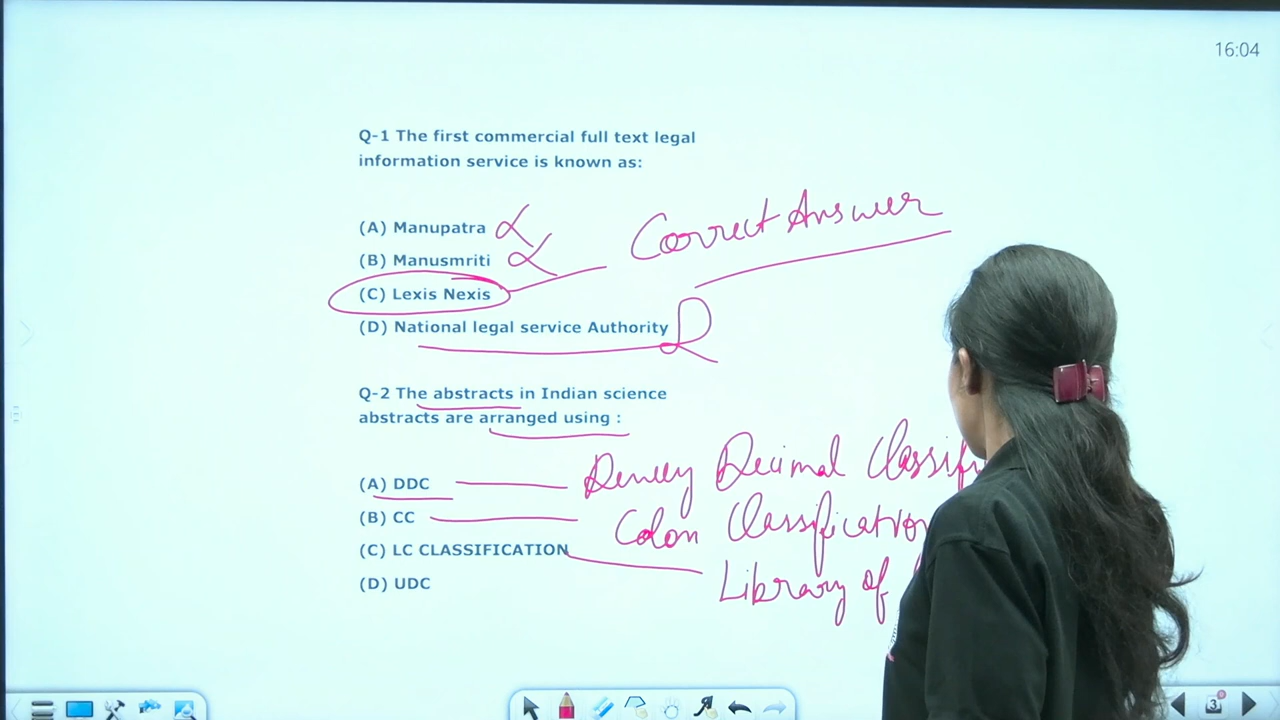 16:04
Q-1 The first commercial full text legal
information service is known as:
(A) Manupatra
(B) Manusmriti
Correct Answer
(C) Lexis Nexis
(D) National legal service Authority
Q-2 The abstracts in Indian science
abstracts are arranged using :
(A) DDC Dewey Decimal Classifi
(B) CC Colon Classification
(C) LC CLASSIFICATION Library of
(D) UDC
3